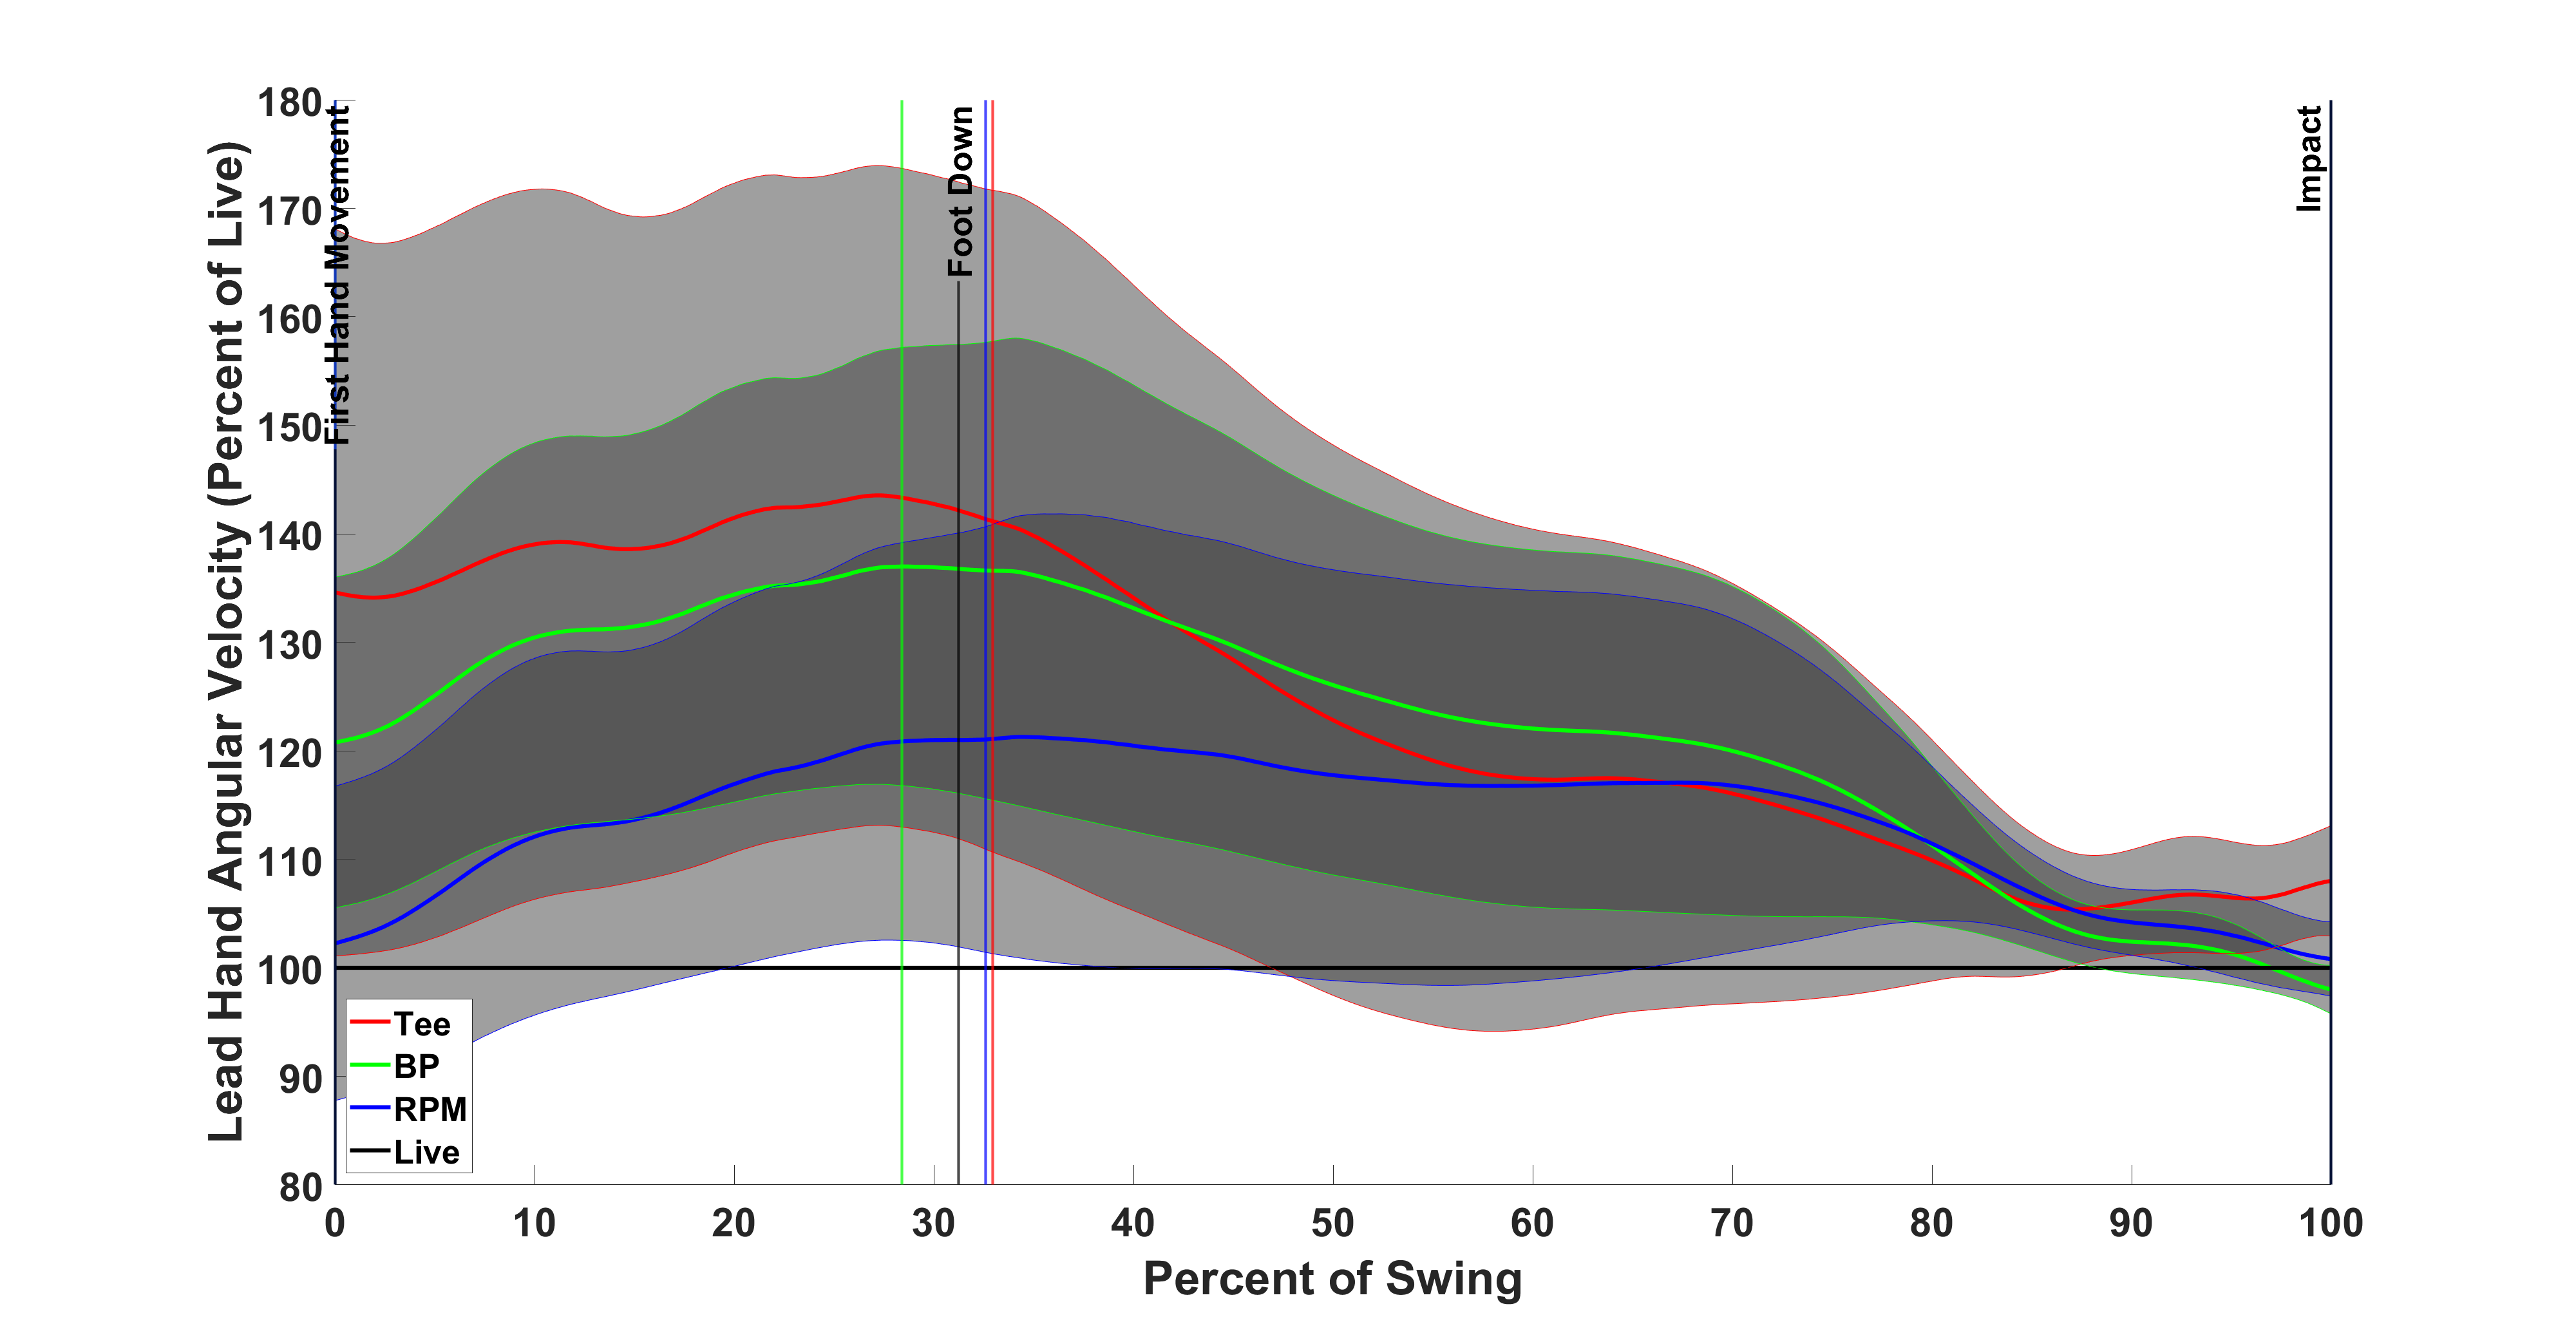 Lead Hand Angular Velocity (Percent of Live)
180
170
160
150
140
130
120
110
100
90
80
First Hand Movement
Foot Down
Impact
Tee
BP
RPM
Live
0 10 20 30 40 50 60 70 80 90 100
Percent of Swing